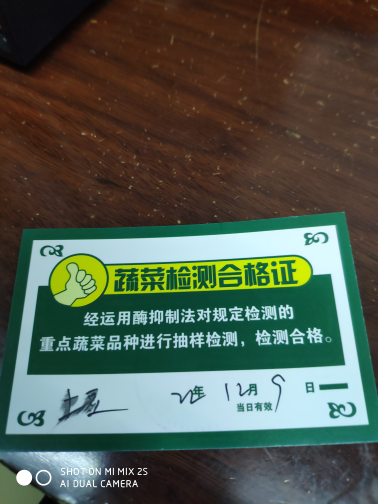 蔬菜检测合格证
经运用酶抑制法对规定检测的
重点蔬菜品种进行抽样检测，检测合格。
年 12月9日
当日有效
SHOT ON MI MIX 2S
AI DUAL CAMERA